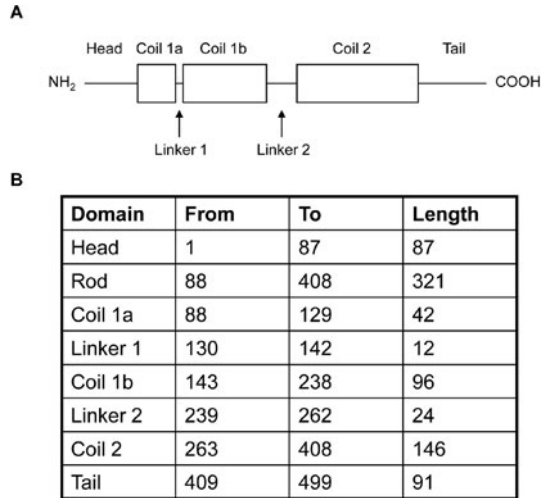 A
Head Coil 1a Coil 1b Coil 2 Tail
NH2 COOH
Linker 1 Linker 2
B
Domain From To Length
Head 1 87 87
Rod 88 408 321
Coil 1a 88 129 42
Linker 1 130 142 12
Coil 1b 143 238 96
Linker 2 239 262 24
Coil 2 263 408 146
Tail 409 499 91